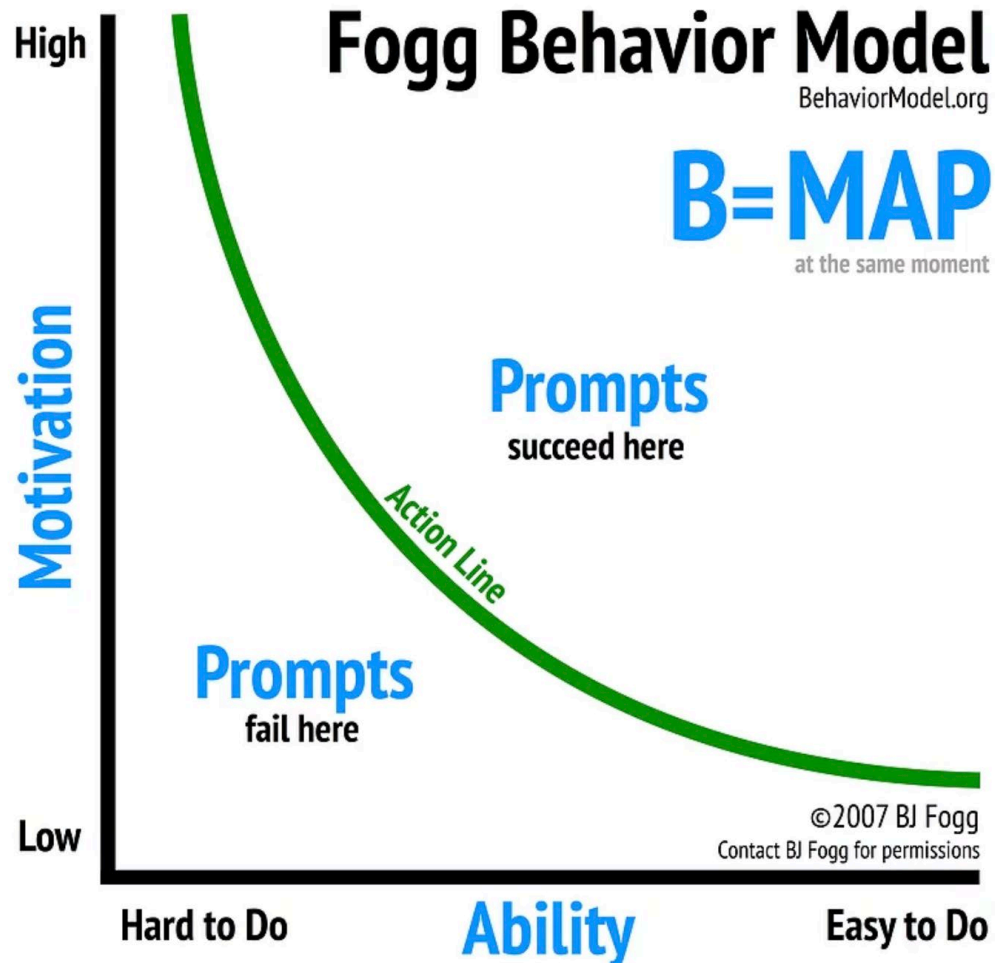 High
Fogg Behavior Model
BehaviorModel.org
B=MAP
at the same moment
Motivation
Prompts
succeed here
Action Line
Prompts
fail here
Low
©2007 BJ Fogg
Contact BJ Fogg for permissions
Hard to Do
Ability
Easy to Do